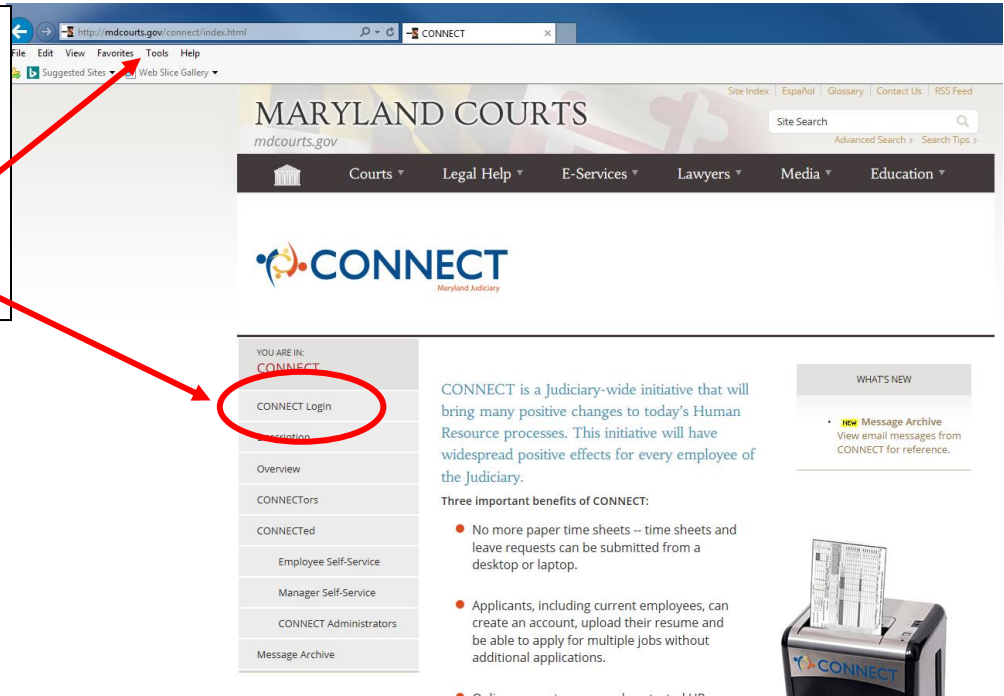 http://mdcourts.gov/connect/index.html
CONNECT
File Edit View Favorites Tools Help
Suggested Sites Web Slice Gallery
Site Index Español Glossary Contact Us RSS Feed
MARYLAND COURTS
mdcourts.gov
Site Search
Advanced Search > Search Tips >
Courts Legal Help E-Services Lawyers Media Education
CONNECT
Maryland Judiciary
YOU ARE IN:
CONNECT
CONNECT Login
Description
Overview
CONNECTors
CONNECTed
Employee Self-Service
Manager Self-Service
CONNECT Administrators
Message Archive
CONNECT is a Judiciary-wide initiative that will
bring many positive changes to today's Human
Resource processes. This initiative will have
widespread positive effects for every employee of
the Judiciary.
Three important benefits of CONNECT:
No more paper time sheets -- time sheets and
leave requests can be submitted from a
desktop or laptop.
Applicants, including current employees, can
create an account, upload their resume and
be able to apply for multiple jobs without
additional applications.
WHAT'S NEW
NEW Message Archive
View email messages from
CONNECT for reference.
CONNECT